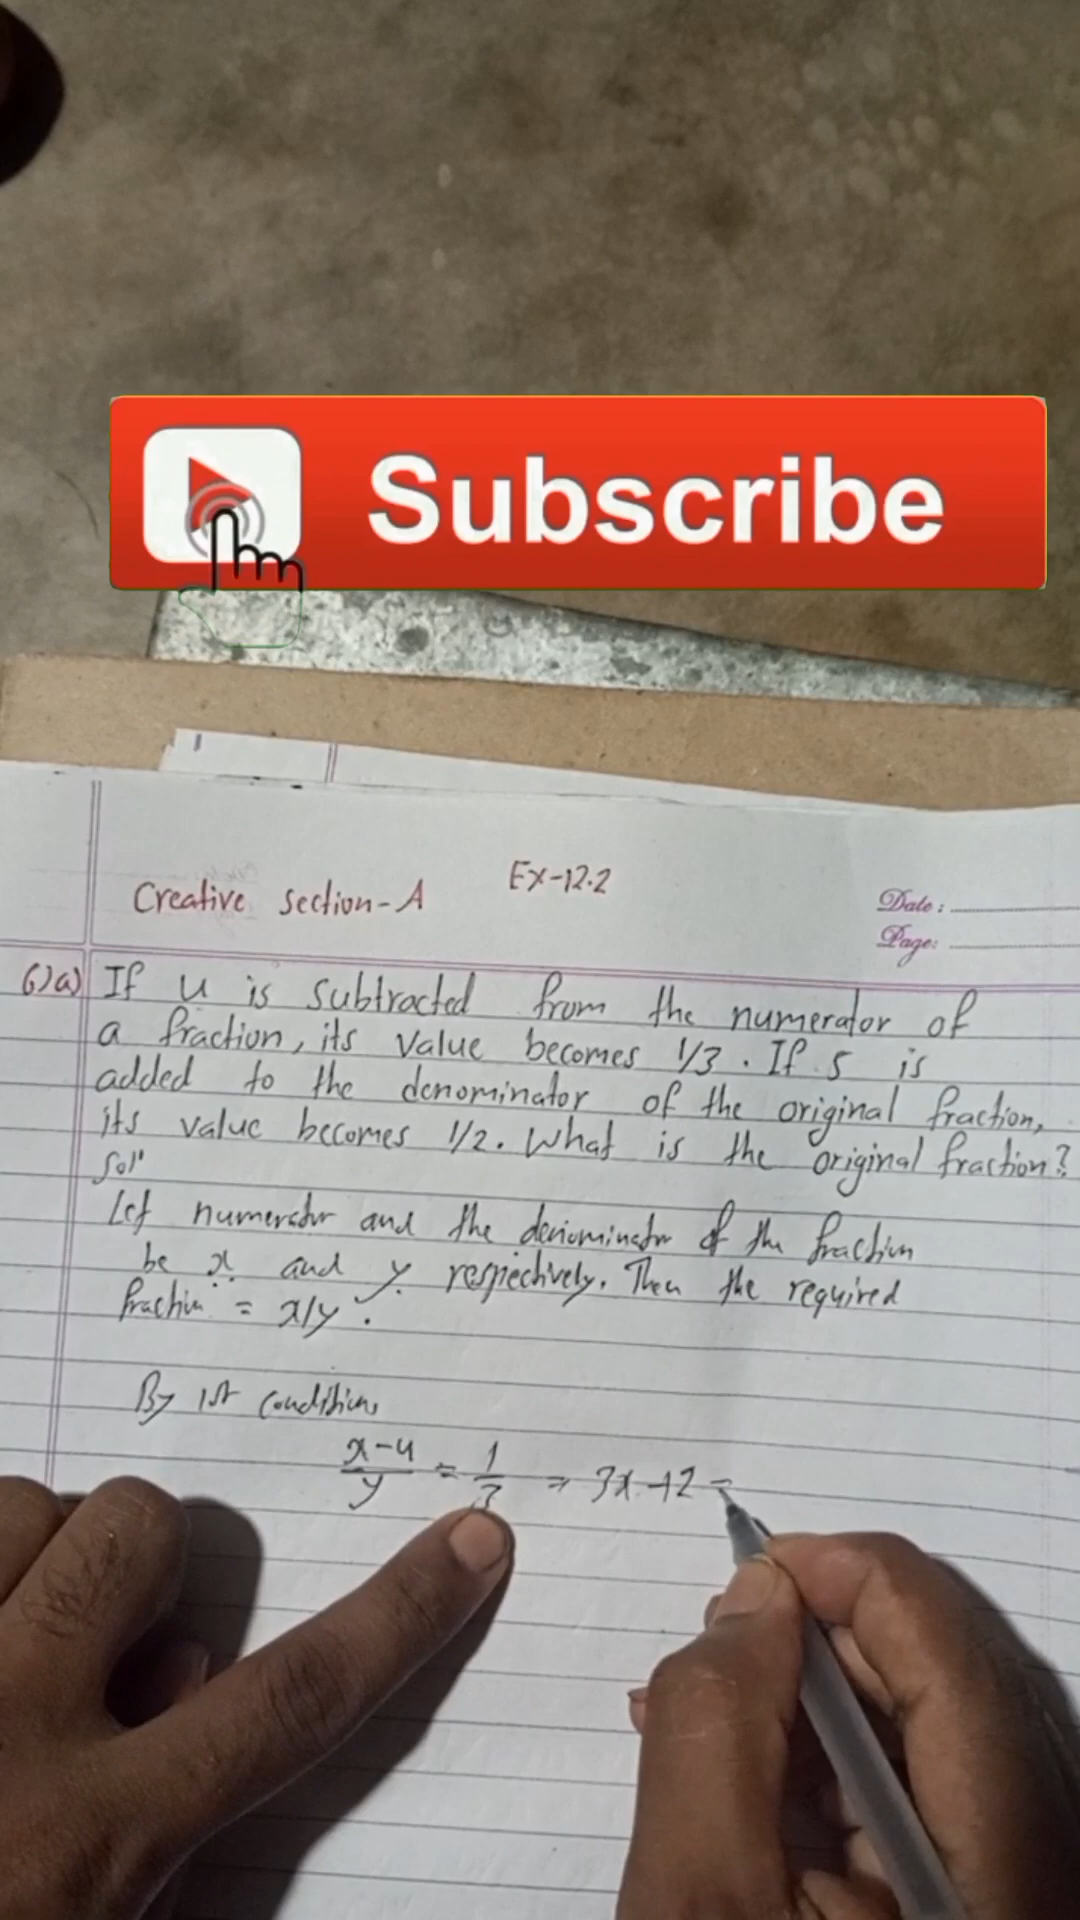 Subscribe
Creative section-A
Ex-12.2
Date:
Page:
6)a) If 4 is subtracted from the numerator of
a fraction, its value becomes 1/3. If 5 is
added to the denominator of the original fraction,
its value becomes 1/2. What is the original fraction?
Solⁿ
Let numerator and the denominator of the fraction
be x and y respectively. Then the required
fraction = x/y.
By 1st condition,
x-4/y = 1/3 ⇒ 3x-12 =